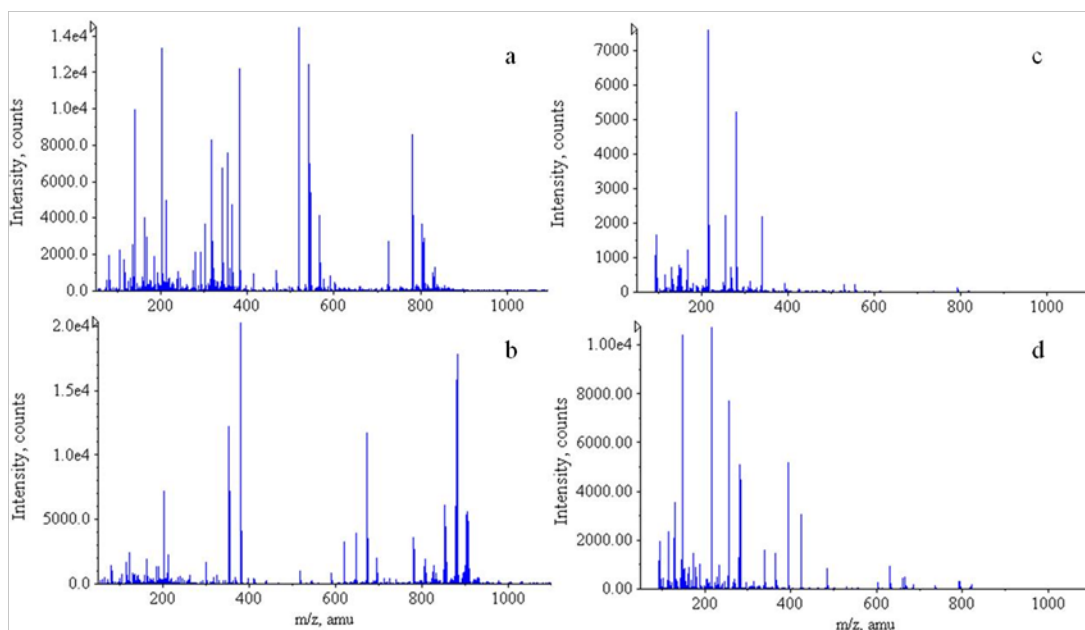 a
1.4e4
1.2e4
1.0e4
8000.0
6000.0
4000.0
2000.0
0.0
Intensity, counts
200 400 600 800 1000
c
7000
6000
5000
4000
3000
2000
1000
0
Intensity, counts
200 400 600 800 1000
b
2.0e4
1.5e4
1.0e4
5000.0
0.0
Intensity, counts
200 400 600 800 1000
m/z, amu
d
1.00e4
8000.00
6000.00
4000.00
2000.00
0.00
Intensity, counts
200 400 600 800 1000
m/z, amu